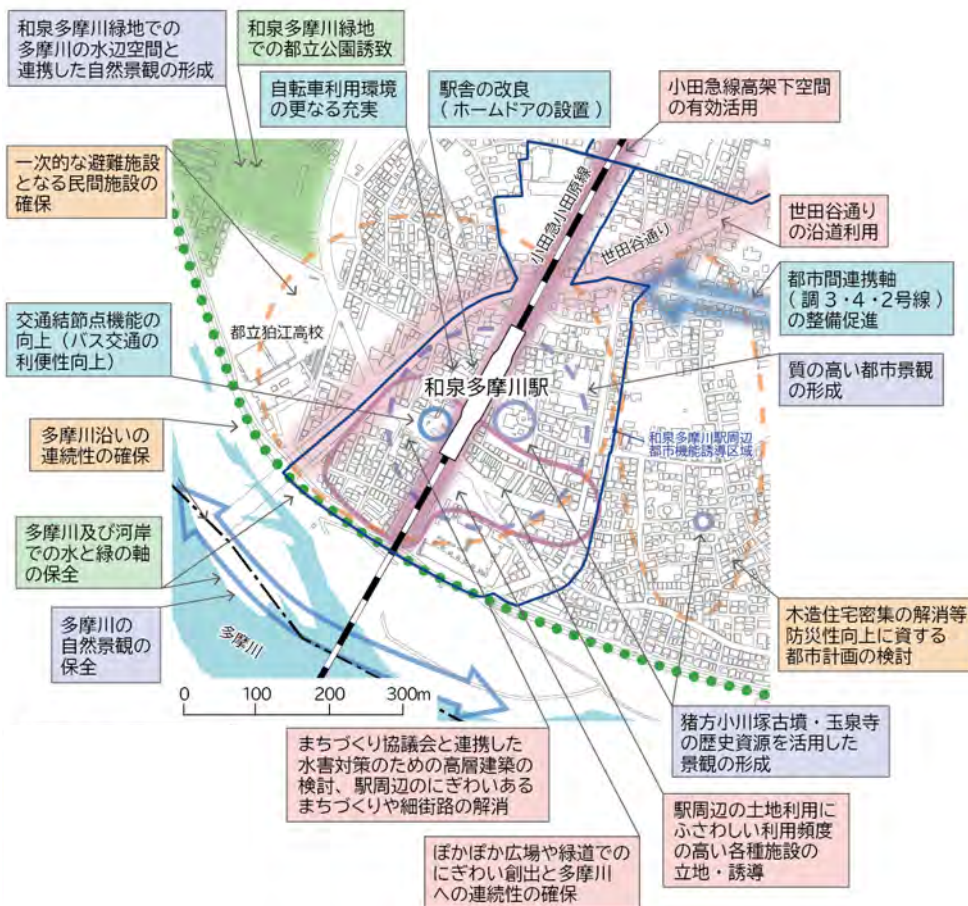 和泉多摩川緑地での
多摩川の水辺空間と
連携した自然景観の形成
和泉多摩川緑地
での都立公園誘致
自転車利用環境
の更なる充実
駅舎の改良
(ホームドアの設置)
小田急線高架下空間
の有効活用
一次的な避難施設
となる民間施設の
確保
小田急小田原線
世田谷通り
世田谷通り
の沿道利用
都市間連携軸
(調3・4・2号線)
の整備促進
交通結節点機能の
向上(バス交通の
利便性向上)
都立狛江高校
和泉多摩川駅
質の高い都市景観
の形成
多摩川沿いの
連続性の確保
和泉多摩川駅周辺
都市機能誘導区域
多摩川及び河岸
での水と緑の軸
の保全
多摩川の
自然景観の
保全
多摩川
木造住宅密集の解消等
防災性向上に資する
都市計画の検討
0 100 200 300m
まちづくり協議会と連携した
水害対策のための高層建築の
検討、駅周辺のにぎわいある
まちづくりや細街路の解消
猪方小川塚古墳・玉泉寺
の歴史資源を活用した
景観の形成
ぽかぽか広場や緑道での
にぎわい創出と多摩川
への連続性の確保
駅周辺の土地利用に
ふさわしい利用頻度
の高い各種施設の
立地・誘導